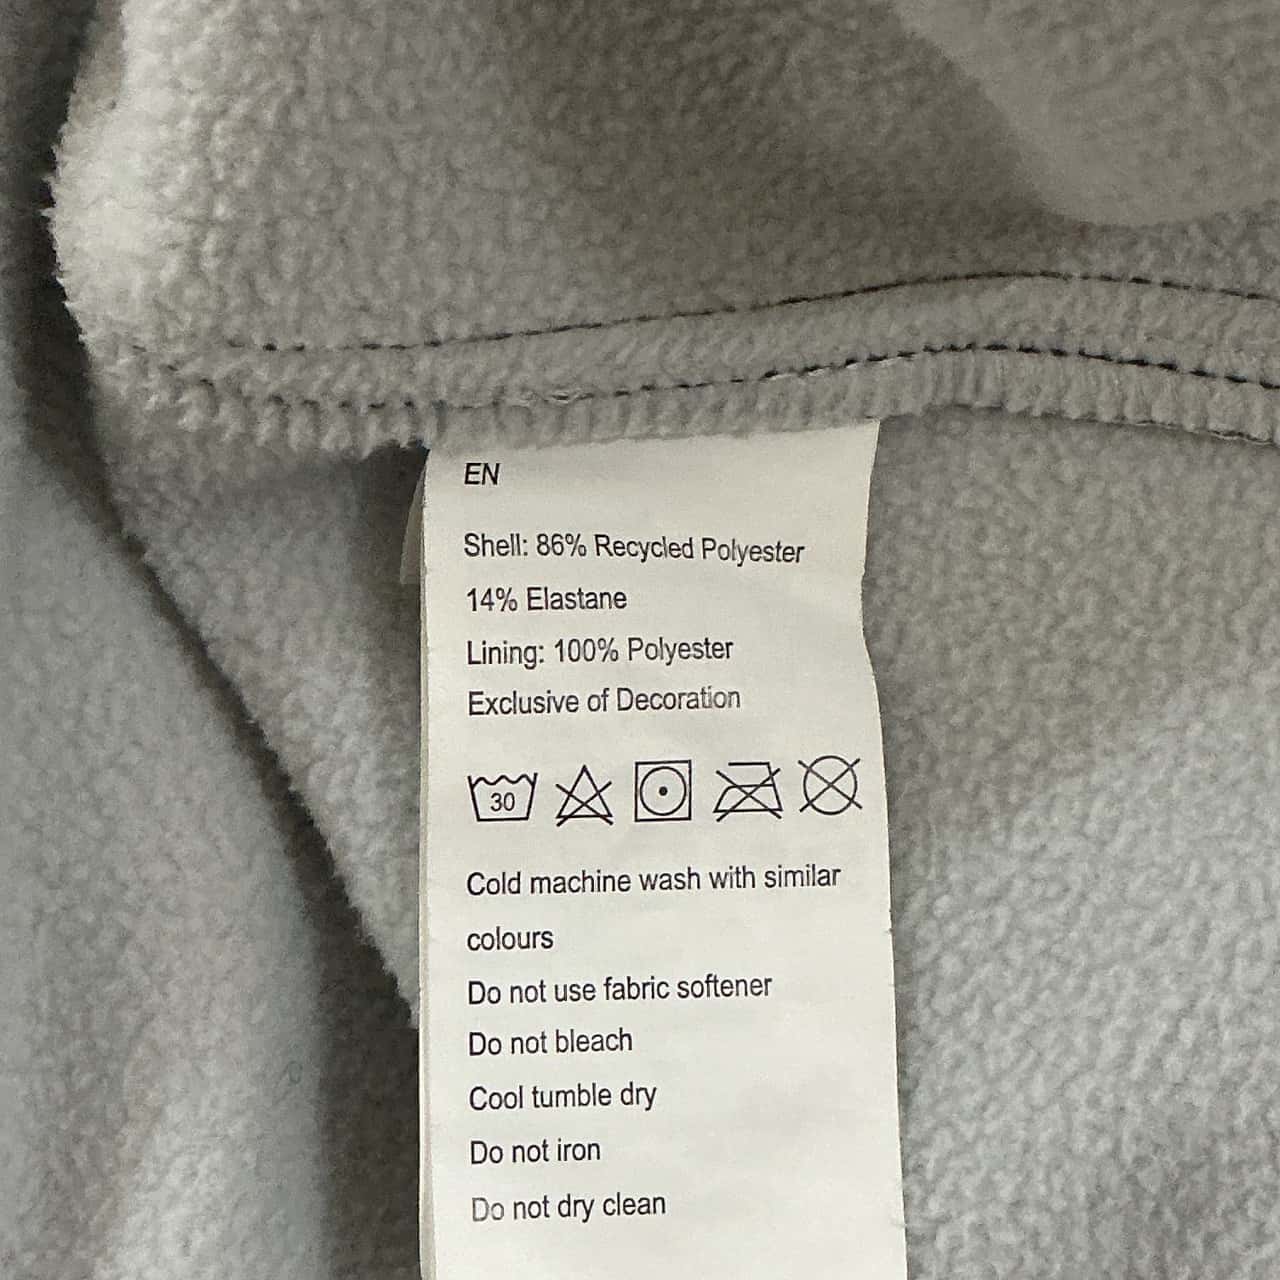 EN
Shell: 86% Recycled Polyester
14% Elastane
Lining: 100% Polyester
Exclusive of Decoration
30
Cold machine wash with similar
colours
Do not use fabric softener
Do not bleach
Cool tumble dry
Do not iron
Do not dry clean